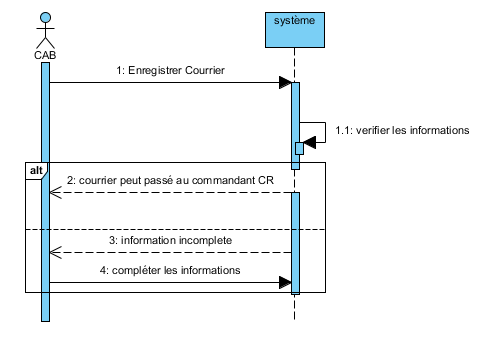 système
CAB
1: Enregistrer Courrier
1.1: verifier les informations
alt
2: courrier peut passé au commandant CR
3: information incomplete
4: compléter les informations